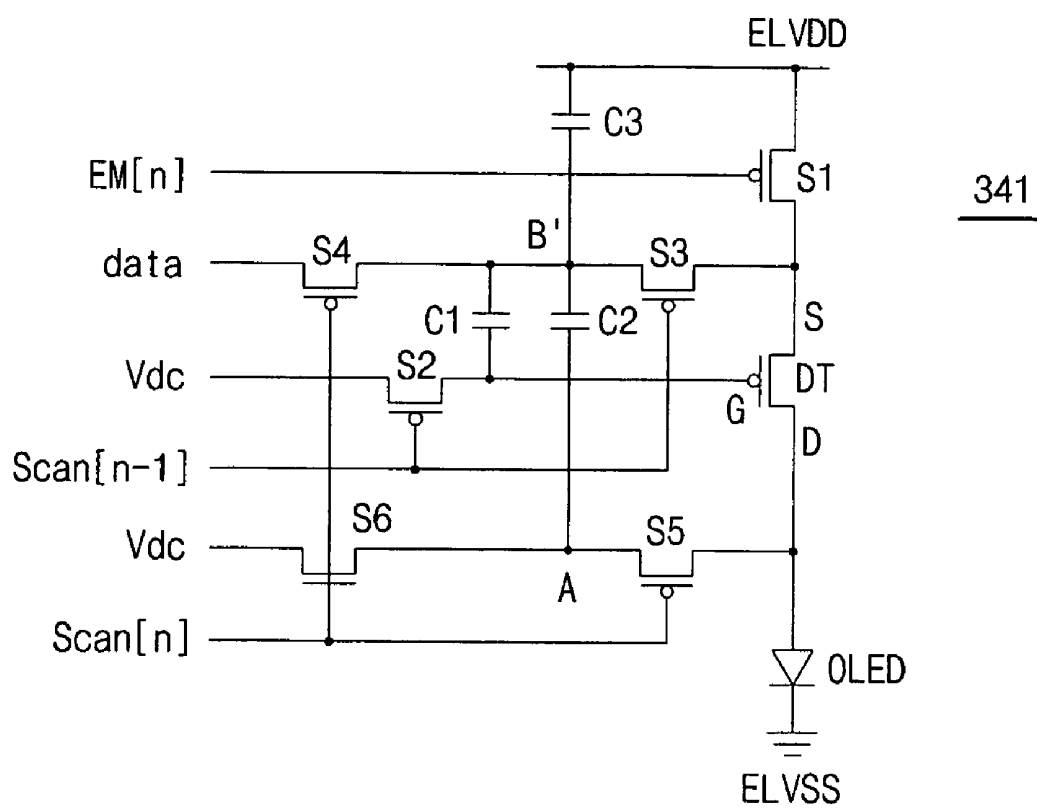 ELVDD
C3
EM[n]
S1
341
B'
data
S4
S3
S
C1
C2
Vdc
S2
DT
G
D
Scan[n-1]
S6
Vdc
S5
A
Scan[n]
OLED
ELVSS